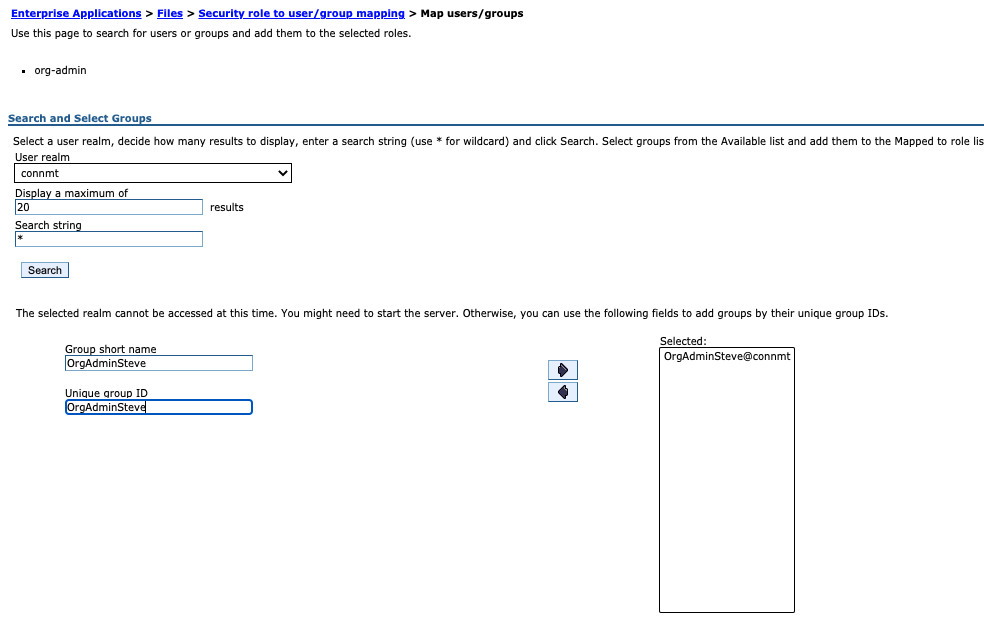 Enterprise Applications > Files > Security role to user/group mapping > Map users/groups
Use this page to search for users or groups and add them to the selected roles.
org-admin
Search and Select Groups
Select a user realm, decide how many results to display, enter a search string (use * for wildcard) and click Search. Select groups from the Available list and add them to the Mapped to role lis
User realm
connmt
Display a maximum of
20 results
Search string
*
Search
The selected realm cannot be accessed at this time. You might need to start the server. Otherwise, you can use the following fields to add groups by their unique group IDs.
Group short name
OrgAdminSteve
Unique group ID
OrgAdminSteve
Selected:
OrgAdminSteve@connmt